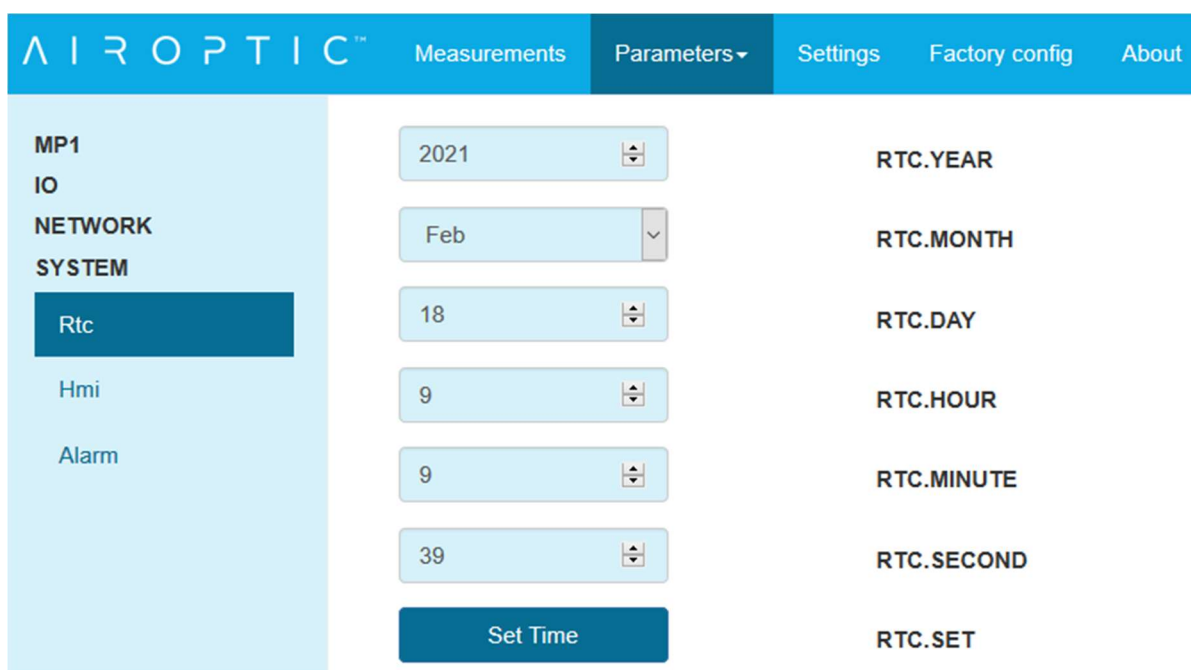 AIROPTIC™ Measurements Parameters Settings Factory config About
MP1
IO
NETWORK
SYSTEM
Rtc
Hmi
Alarm
2021 RTC.YEAR
Feb RTC.MONTH
18 RTC.DAY
9 RTC.HOUR
9 RTC.MINUTE
39 RTC.SECOND
Set Time RTC.SET